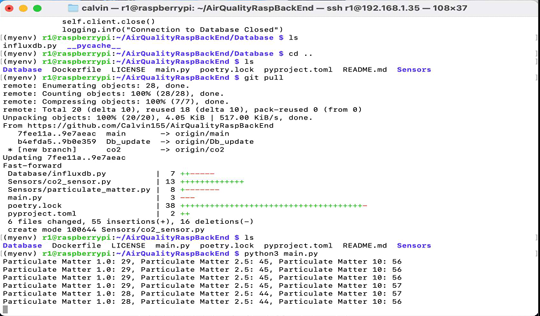 calvin — r1@raspberrypi: ~/AirQualityRaspBackEnd — ssh r1@192.168.1.35 — 108×37
self.client.close()
logging.info("Connection to Database Closed")
(myenv) r1@raspberrypi:~/AirQualityRaspBackEnd/Database $ ls
influxdb.py  __pycache__
(myenv) r1@raspberrypi:~/AirQualityRaspBackEnd/Database $ cd ..
(myenv) r1@raspberrypi:~/AirQualityRaspBackEnd $ ls
Database  Dockerfile  LICENSE  main.py  poetry.lock  pyproject.toml  README.md  Sensors
(myenv) r1@raspberrypi:~/AirQualityRaspBackEnd $ git pull
remote: Enumerating objects: 28, done.
remote: Counting objects: 100% (28/28), done.
remote: Compressing objects: 100% (7/7), done.
remote: Total 20 (delta 10), reused 18 (delta 10), pack-reused 0 (from 0)
Unpacking objects: 100% (20/20), 4.05 KiB | 517.00 KiB/s, done.
From https://github.com/Calvin155/AirQualityRaspBackEnd
7fee11a..9e7aeac  main       -> origin/main
b4efda5..9b0e359  Db_update  -> origin/Db_update
* [new branch]      co2        -> origin/co2
Updating 7fee11a..9e7aeac
Fast-forward
Database/influxdb.py          |  7 ++-----
Sensors/co2_sensor.py         | 13 +++++++++++++
Sensors/particulate_matter.py |  8 +-------
main.py                       |  3 ---
poetry.lock                   | 38 +++++++++++++++++++++++++++++++++++++-
pyproject.toml                |  2 ++
6 files changed, 55 insertions(+), 16 deletions(-)
create mode 100644 Sensors/co2_sensor.py
(myenv) r1@raspberrypi:~/AirQualityRaspBackEnd $ ls
Database  Dockerfile  LICENSE  main.py  poetry.lock  pyproject.toml  README.md  Sensors
(myenv) r1@raspberrypi:~/AirQualityRaspBackEnd $ python3 main.py
Particulate Matter 1.0: 29, Particulate Matter 2.5: 45, Particulate Matter 10: 56
Particulate Matter 1.0: 29, Particulate Matter 2.5: 45, Particulate Matter 10: 56
Particulate Matter 1.0: 29, Particulate Matter 2.5: 45, Particulate Matter 10: 56
Particulate Matter 1.0: 29, Particulate Matter 2.5: 45, Particulate Matter 10: 57
Particulate Matter 1.0: 28, Particulate Matter 2.5: 44, Particulate Matter 10: 57
Particulate Matter 1.0: 28, Particulate Matter 2.5: 44, Particulate Matter 10: 56